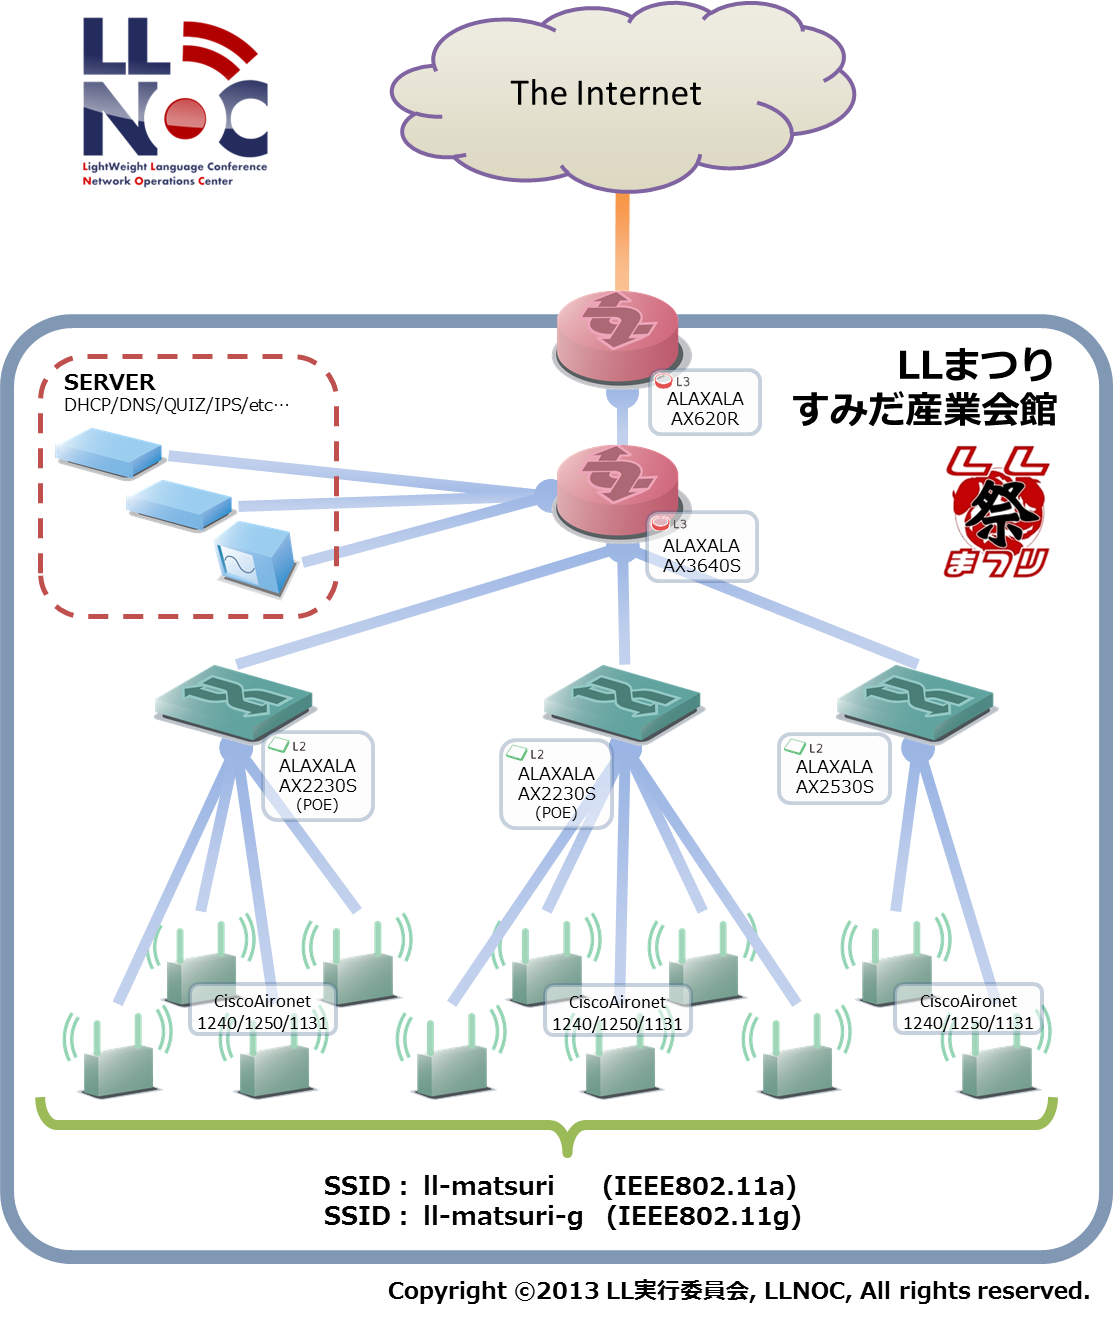 LL
NOC
LightWeight Language Conference
Network Operations Center
The Internet
SERVER
DHCP/DNS/QUIZ/IPS/etc…
L3
ALAXALA
AX620R
LLまつり
すみだ産業会館
LL
祭
まつり
L3
ALAXALA
AX3640S
L2
ALAXALA
AX2230S
(POE)
L2
ALAXALA
AX2230S
(POE)
L2
ALAXALA
AX2530S
CiscoAironet
1240/1250/1131
CiscoAironet
1240/1250/1131
CiscoAironet
1240/1250/1131
SSID : ll-matsuri (IEEE802.11a)
SSID : ll-matsuri-g (IEEE802.11g)
Copyright ©2013 LL実行委員会, LLNOC, All rights reserved.